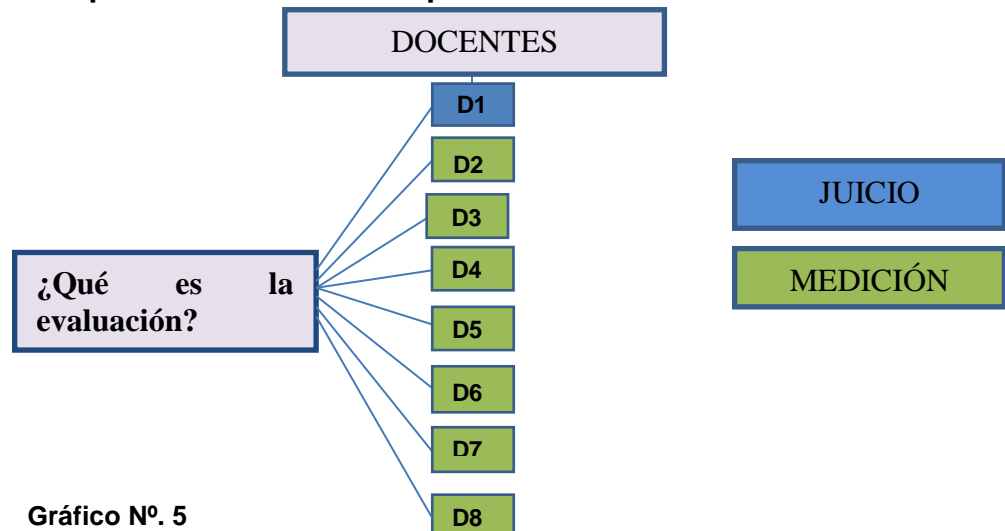 DOCENTES
D1
D2
D3
D4
D5
D6
D7
D8
¿Qué es la
evaluación?
JUICIO
MEDICIÓN
Gráfico Nº. 5